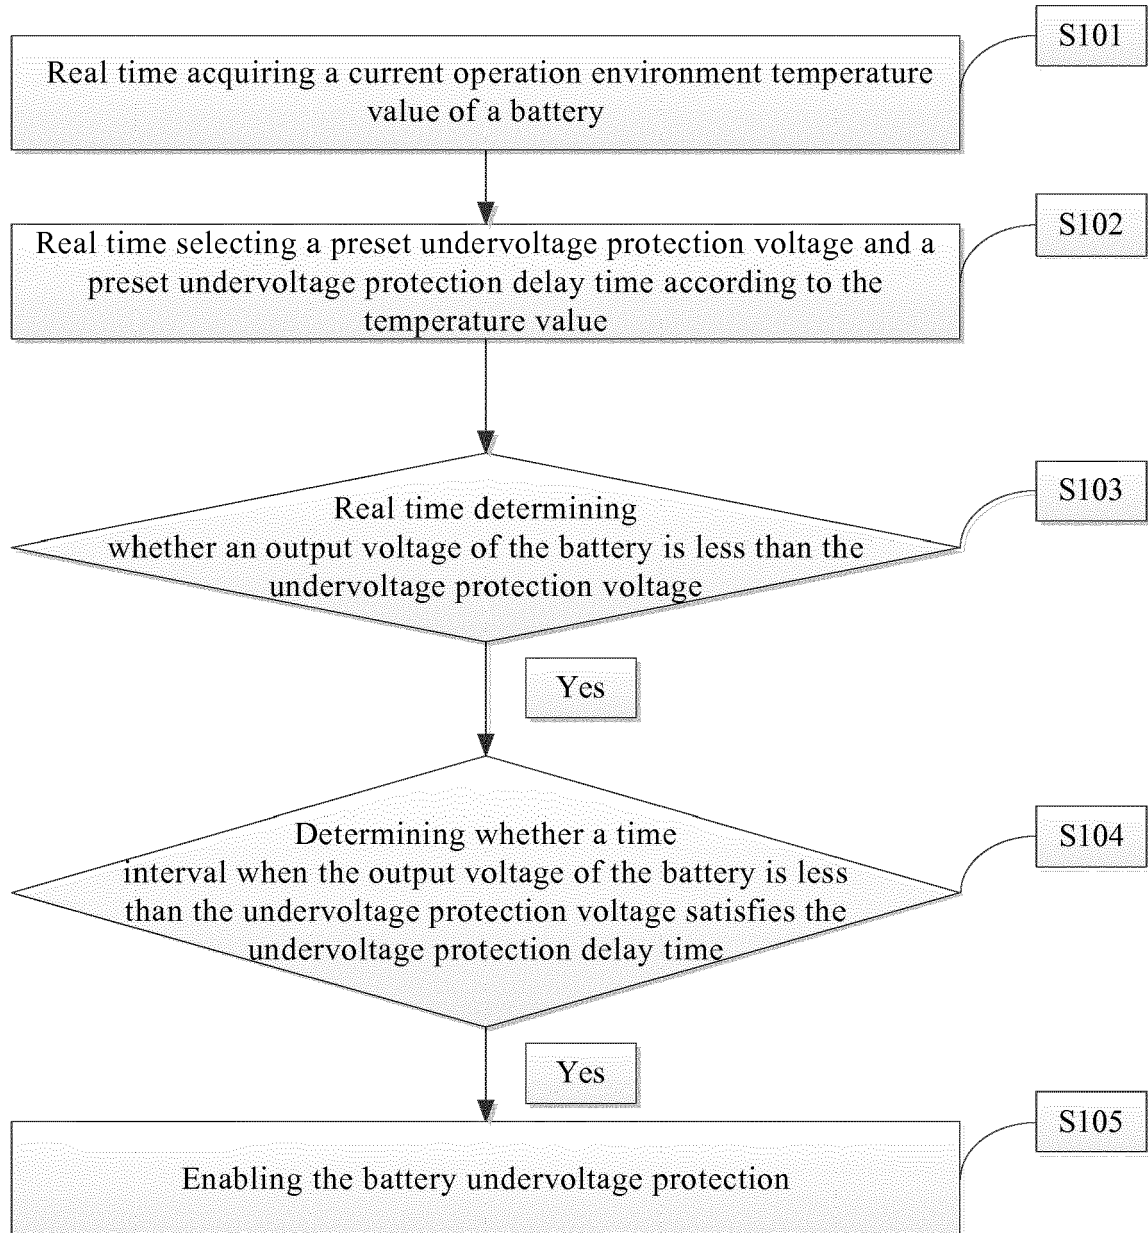 S101
Real time acquiring a current operation environment temperature
value of a battery
S102
Real time selecting a preset undervoltage protection voltage and a
preset undervoltage protection delay time according to the
temperature value
S103
Real time determining
whether an output voltage of the battery is less than the
undervoltage protection voltage
Yes
S104
Determining whether a time
interval when the output voltage of the battery is less
than the undervoltage protection voltage satisfies the
undervoltage protection delay time
Yes
S105
Enabling the battery undervoltage protection